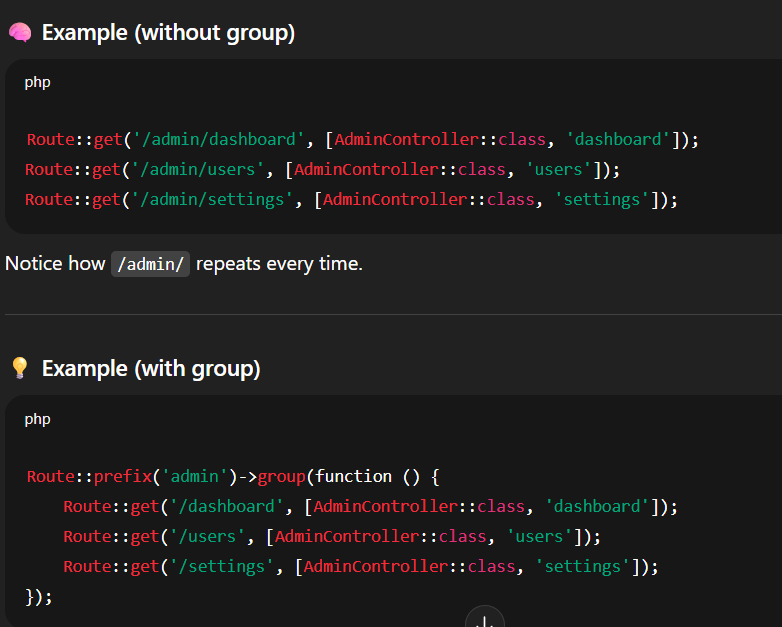 🧠 Example (without group)
php
Route::get('/admin/dashboard', [AdminController::class, 'dashboard']);
Route::get('/admin/users', [AdminController::class, 'users']);
Route::get('/admin/settings', [AdminController::class, 'settings']);
Notice how /admin/ repeats every time.
💡 Example (with group)
php
Route::prefix('admin')->group(function () {
    Route::get('/dashboard', [AdminController::class, 'dashboard']);
    Route::get('/users', [AdminController::class, 'users']);
    Route::get('/settings', [AdminController::class, 'settings']);
});